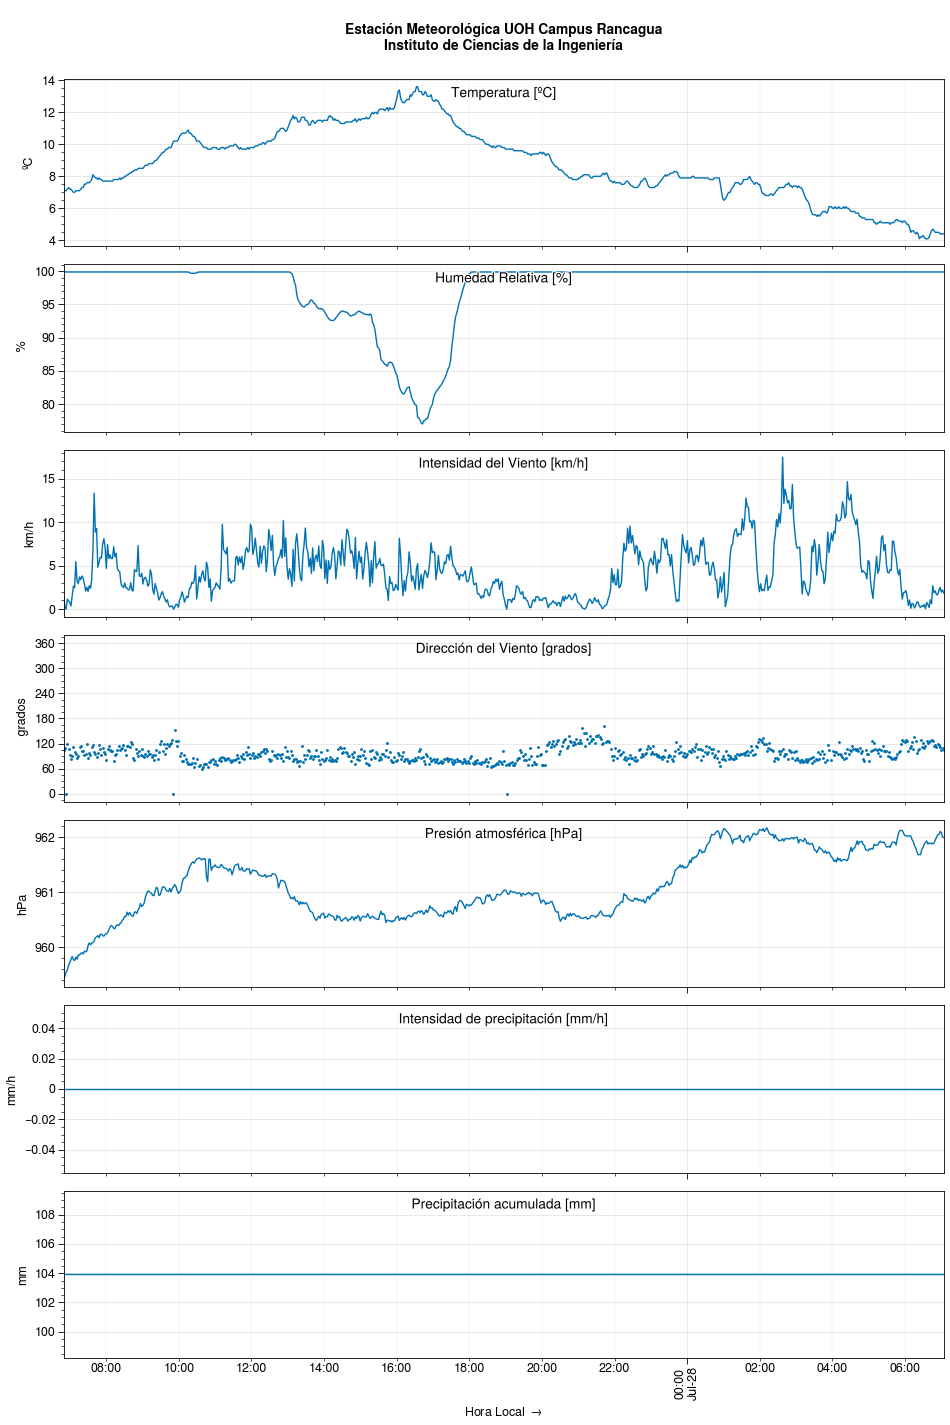 Estación Meteorológica UOH Campus Rancagua
Instituto de Ciencias de la Ingeniería
Temperatura [ºC]
ºC
14
12
10
8
6
4
Humedad Relativa [%]
%
100
95
90
85
80
Intensidad del Viento [km/h]
km/h
15
10
5
0
Dirección del Viento [grados]
grados
360
300
240
180
120
60
0
Presión atmosférica [hPa]
hPa
962
961
960
Intensidad de precipitación [mm/h]
mm/h
0.04
0.02
0
−0.02
−0.04
Precipitación acumulada [mm]
mm
108
106
104
102
100
08:00 10:00 12:00 14:00 16:00 18:00 20:00 22:00 00:00 02:00 04:00 06:00
Jul-28
Hora Local →